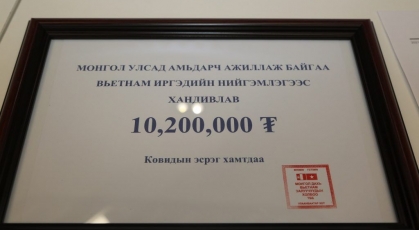 МОНГОЛ УЛСАД АМЬДАРЧ АЖИЛЛАЖ БАЙГАА
ВЬЕТНАМ ИРГЭДИЙН НИЙГЭМЛЭГЭЭС
ХАНДИВЛАВ
10,200,000 ₮
Ковидын эсрэг хамтдаа